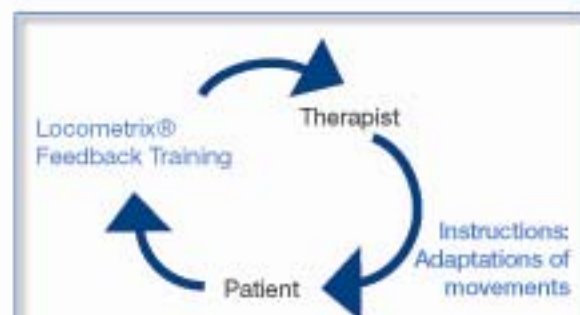 Locometrix®
Feedback Training
Therapist
Instructions:
Adaptations of
movements
Patient